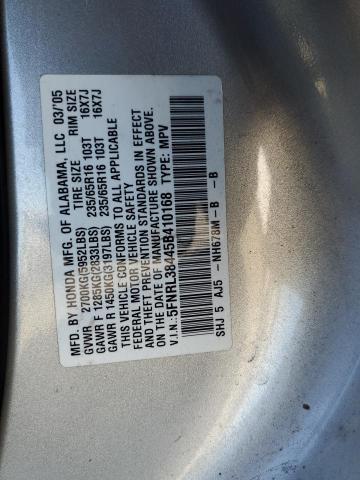 MFD. BY HONDA MFG. OF ALABAMA, LLC 03/'05
GVWR 2700KG(5952LBS) TIRE SIZE RIM SIZE
GAWR F 1285KG(2833LBS) 235/65R16 103T 16X7J
GAWR R 1450KG(3197LBS) 235/65R16 103T 16X7J
THIS VEHICLE CONFORMS TO ALL APPLICABLE
FEDERAL MOTOR VEHICLE SAFETY
AND THEFT PREVENTION STANDARDS IN EFFECT
ON THE DATE OF MANUFACTURE SHOWN ABOVE.
V.I.N: 5FNRL38445B410168 TYPE: MPV
SHJ 5 AJ5 - NH678M - B - B